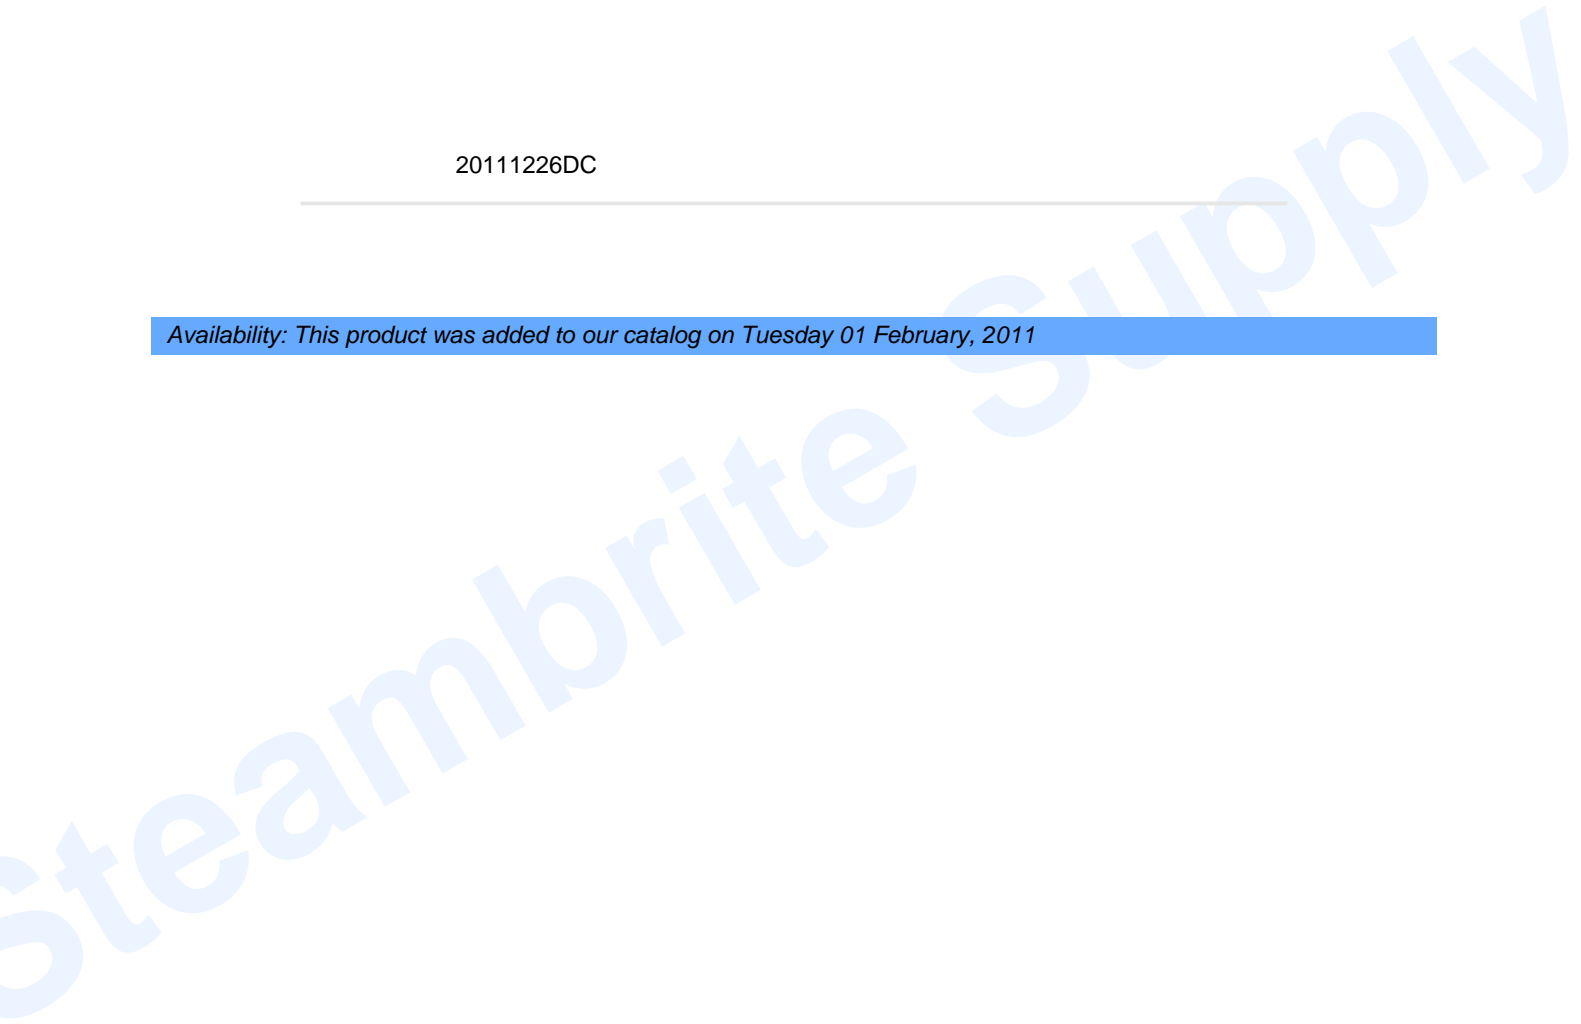 20111226DC
Availability: This product was added to our catalog on Tuesday 01 February, 2011
Steambrite Supply